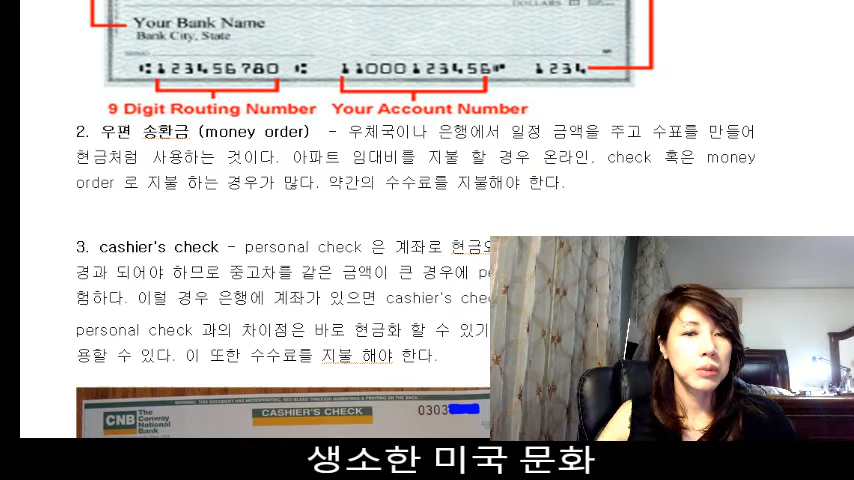 DOLLARS
Your Bank Name
Bank City, State
123456780 11000123456 1234
9 Digit Routing Number Your Account Number
2. 우편 송환금 (money order) - 우체국이나 은행에서 일정 금액을 주고 수표를 만들어
현금처럼 사용하는 것이다. 아파트 임대비를 지불 할 경우 온라인, check 혹은 money
order 로 지불 하는 경우가 많다. 약간의 수수료를 지불해야 한다.
3. cashier's check – personal check 은 계좌로 현금으
경과 되어야 하므로 중고차를 같은 금액이 큰 경우에 pe
험하다. 이럴 경우 은행에 계좌가 있으면 cashier's chec
personal check 과의 차이점은 바로 현금화 할 수 있기
용할 수 있다. 이 또한 수수료를 지불 해야 한다.
WARNING: THIS DOCUMENT HAS MICROPRINTING,
CNB The Conway National Bank
CASHIER'S CHECK
0303
생소한 미국 문화